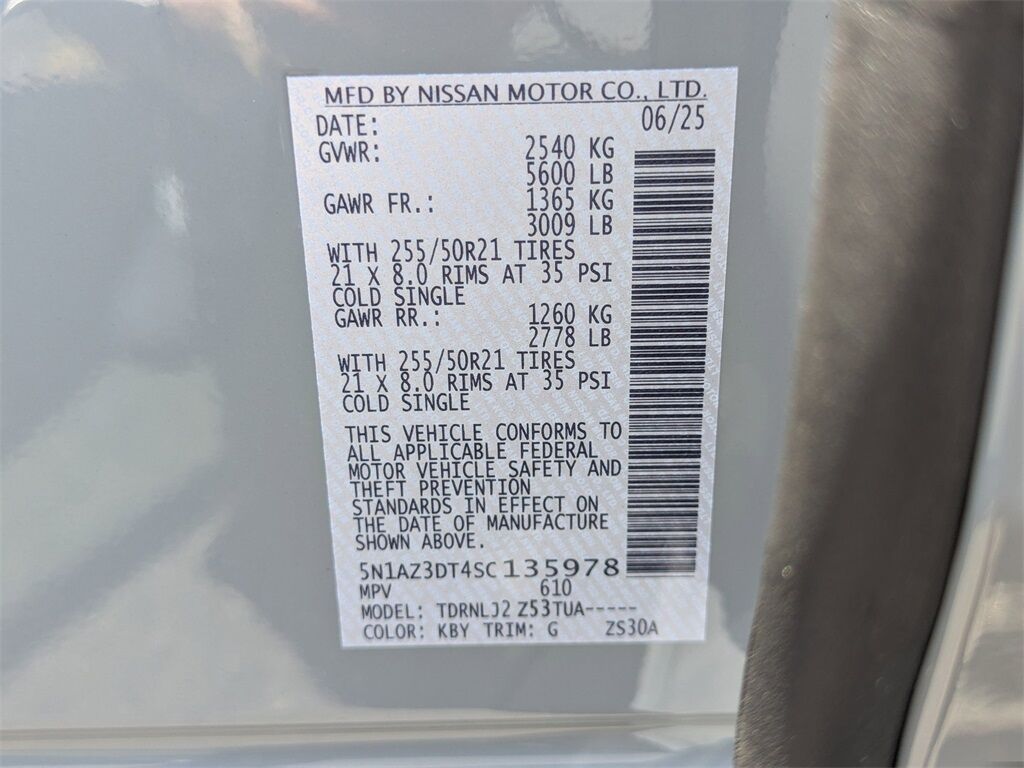 MFD BY NISSAN MOTOR CO., LTD.
DATE: 06/25
GVWR: 2540 KG
5600 LB
GAWR FR.: 1365 KG
3009 LB
WITH 255/50R21 TIRES
21 X 8.0 RIMS AT 35 PSI
COLD SINGLE
GAWR RR.: 1260 KG
2778 LB
WITH 255/50R21 TIRES
21 X 8.0 RIMS AT 35 PSI
COLD SINGLE
THIS VEHICLE CONFORMS TO
ALL APPLICABLE FEDERAL
MOTOR VEHICLE SAFETY AND
THEFT PREVENTION
STANDARDS IN EFFECT ON
THE DATE OF MANUFACTURE
SHOWN ABOVE.
5N1AZ3DT4SC135978
MPV 610
MODEL: TDRNLJ2 Z53TUA-----
COLOR: KBY TRIM: G ZS30A